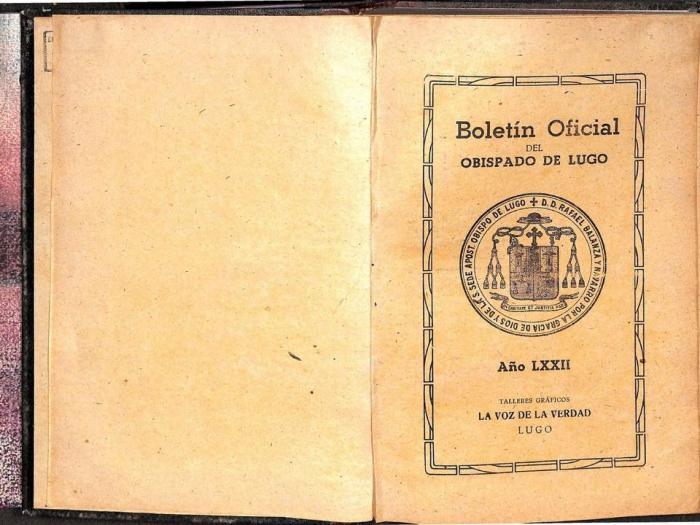 Boletín Oficial
DEL
OBISPADO DE LUGO
D. D. RAFAEL BALANZA Y NAVARRO POR LA GRACIA DE DIOS Y DE LA S. SEDE APOST. OBISPO DE LUGO
Año LXXII
TALLERES GRÁFICOS
LA VOZ DE LA VERDAD
LUGO